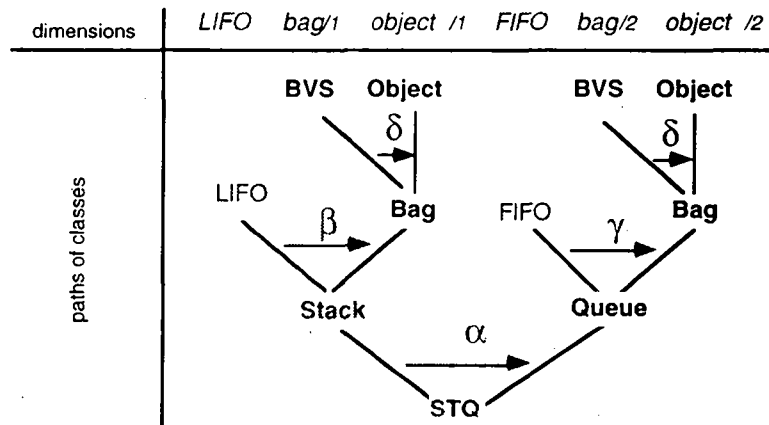 dimensions LIFO bag/1 object /1 FIFO bag/2 object /2
BVS Object BVS Object
δ δ
LIFO Bag FIFO Bag
β γ
Stack Queue
α
STQ
paths of classes